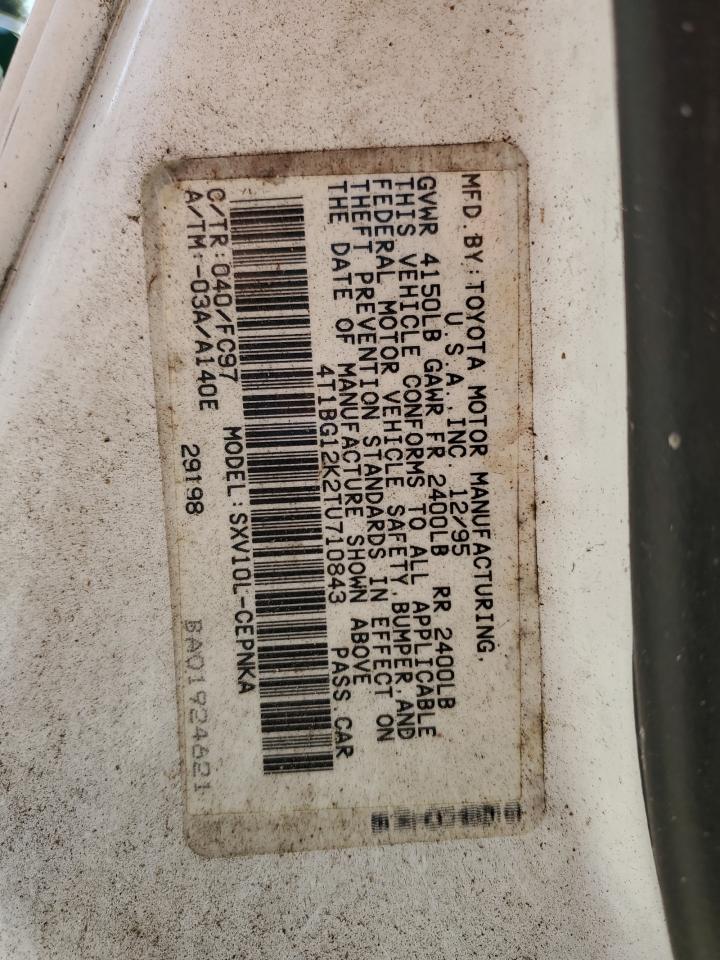 MFD.BY:TOYOTA MOTOR MANUFACTURING,
U.S.A.,INC. 12/95
GVWR 4150LB GAWR FR 2400LB RR 2400LB
THIS VEHICLE CONFORMS TO ALL APPLICABLE
FEDERAL MOTOR VEHICLE SAFETY,BUMPER,AND
THEFT PREVENTION STANDARDS IN EFFECT ON
THE DATE OF MANUFACTURE SHOWN ABOVE
4T1BG12K2TU710843 PASS.CAR
C/TR:040/FC97 MODEL:SXV10L-CEPNKA
A/TM:-03A/A140E 29198
BA01924621